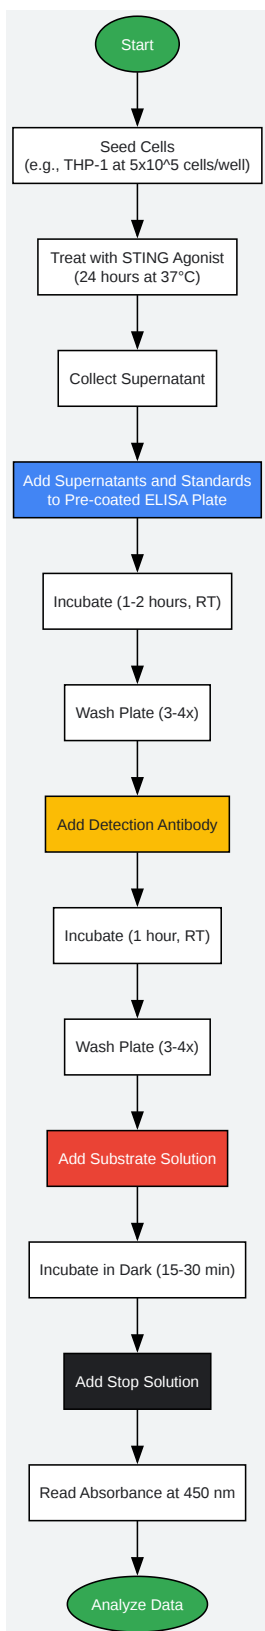 Start
Seed Cells
(e.g., THP-1 at 5x10^5 cells/well)
Treat with STING Agonist
(24 hours at 37°C)
Collect Supernatant
Add Supernatants and Standards
to Pre-coated ELISA Plate
Incubate (1-2 hours, RT)
Wash Plate (3-4x)
Add Detection Antibody
Incubate (1 hour, RT)
Wash Plate (3-4x)
Add Substrate Solution
Incubate in Dark (15-30 min)
Add Stop Solution
Read Absorbance at 450 nm
Analyze Data